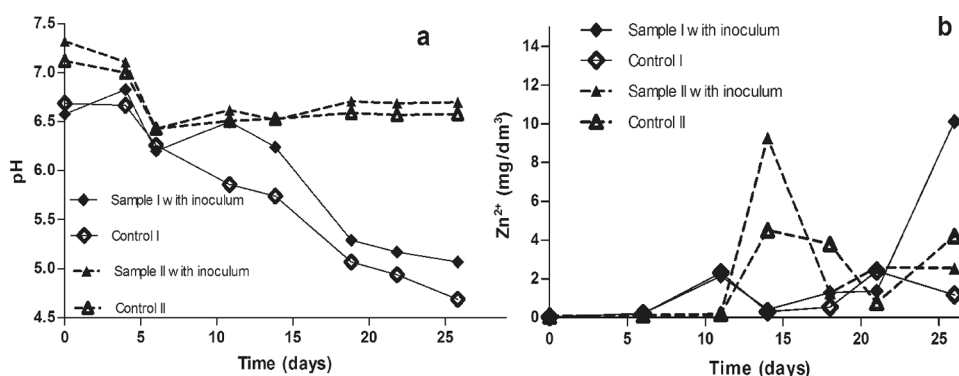 a
7.5
7.0
6.5
6.0
5.5
5.0
4.5
pH
Sample I with inoculum
Control I
Sample II with inoculum
Control II
0 5 10 15 20 25
Time (days)
b
Sample I with inoculum
Control I
Sample II with inoculum
Control II
14
12
10
8
6
4
2
0
Zn²⁺ (mg/dm³)
0 5 10 15 20 25
Time (days)